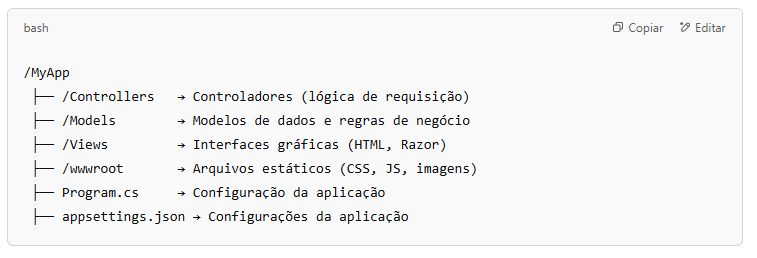 bash
Copiar
Editar
/MyApp
├── /Controllers → Controladores (lógica de requisição)
├── /Models → Modelos de dados e regras de negócio
├── /Views → Interfaces gráficas (HTML, Razor)
├── /wwwroot → Arquivos estáticos (CSS, JS, imagens)
├── Program.cs → Configuração da aplicação
├── appsettings.json → Configurações da aplicação